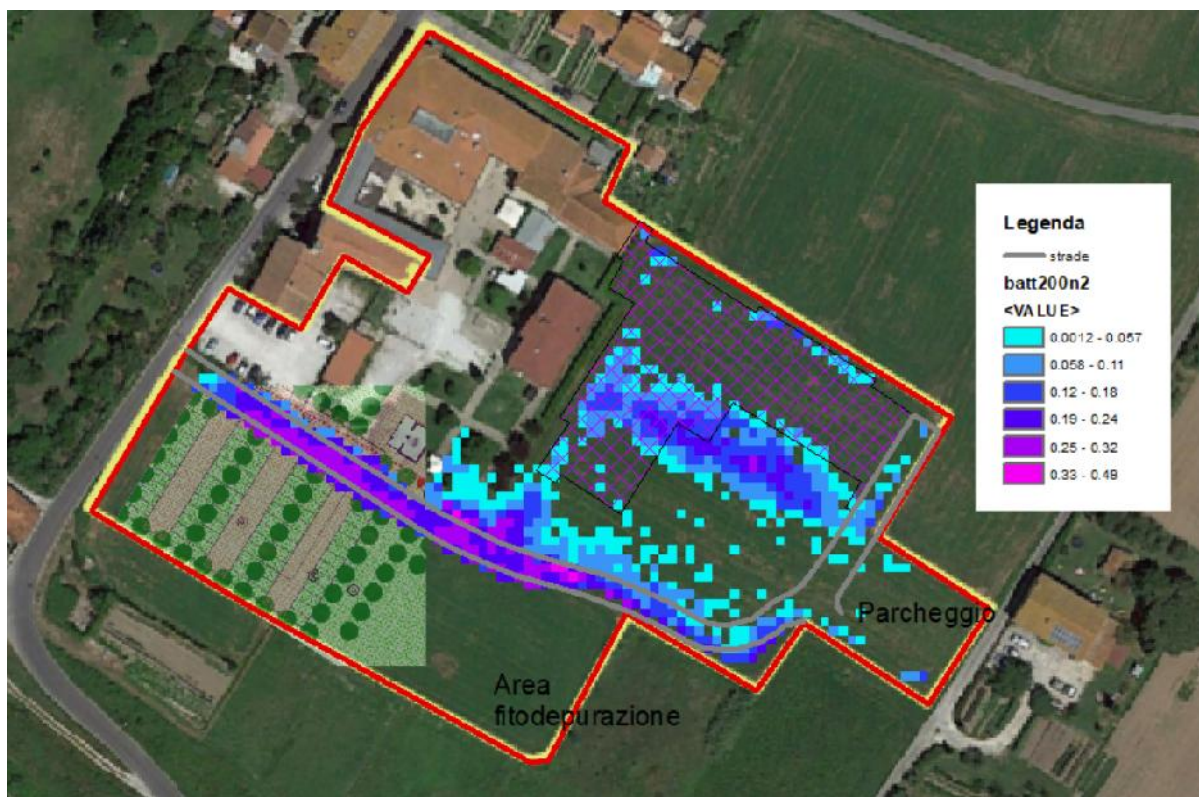 Legenda
strade
batt200n2
<VALUE>
0.0012 - 0.057
0.058 - 0.11
0.12 - 0.18
0.19 - 0.24
0.25 - 0.32
0.33 - 0.49
Parcheggio
Area
fitodepurazione